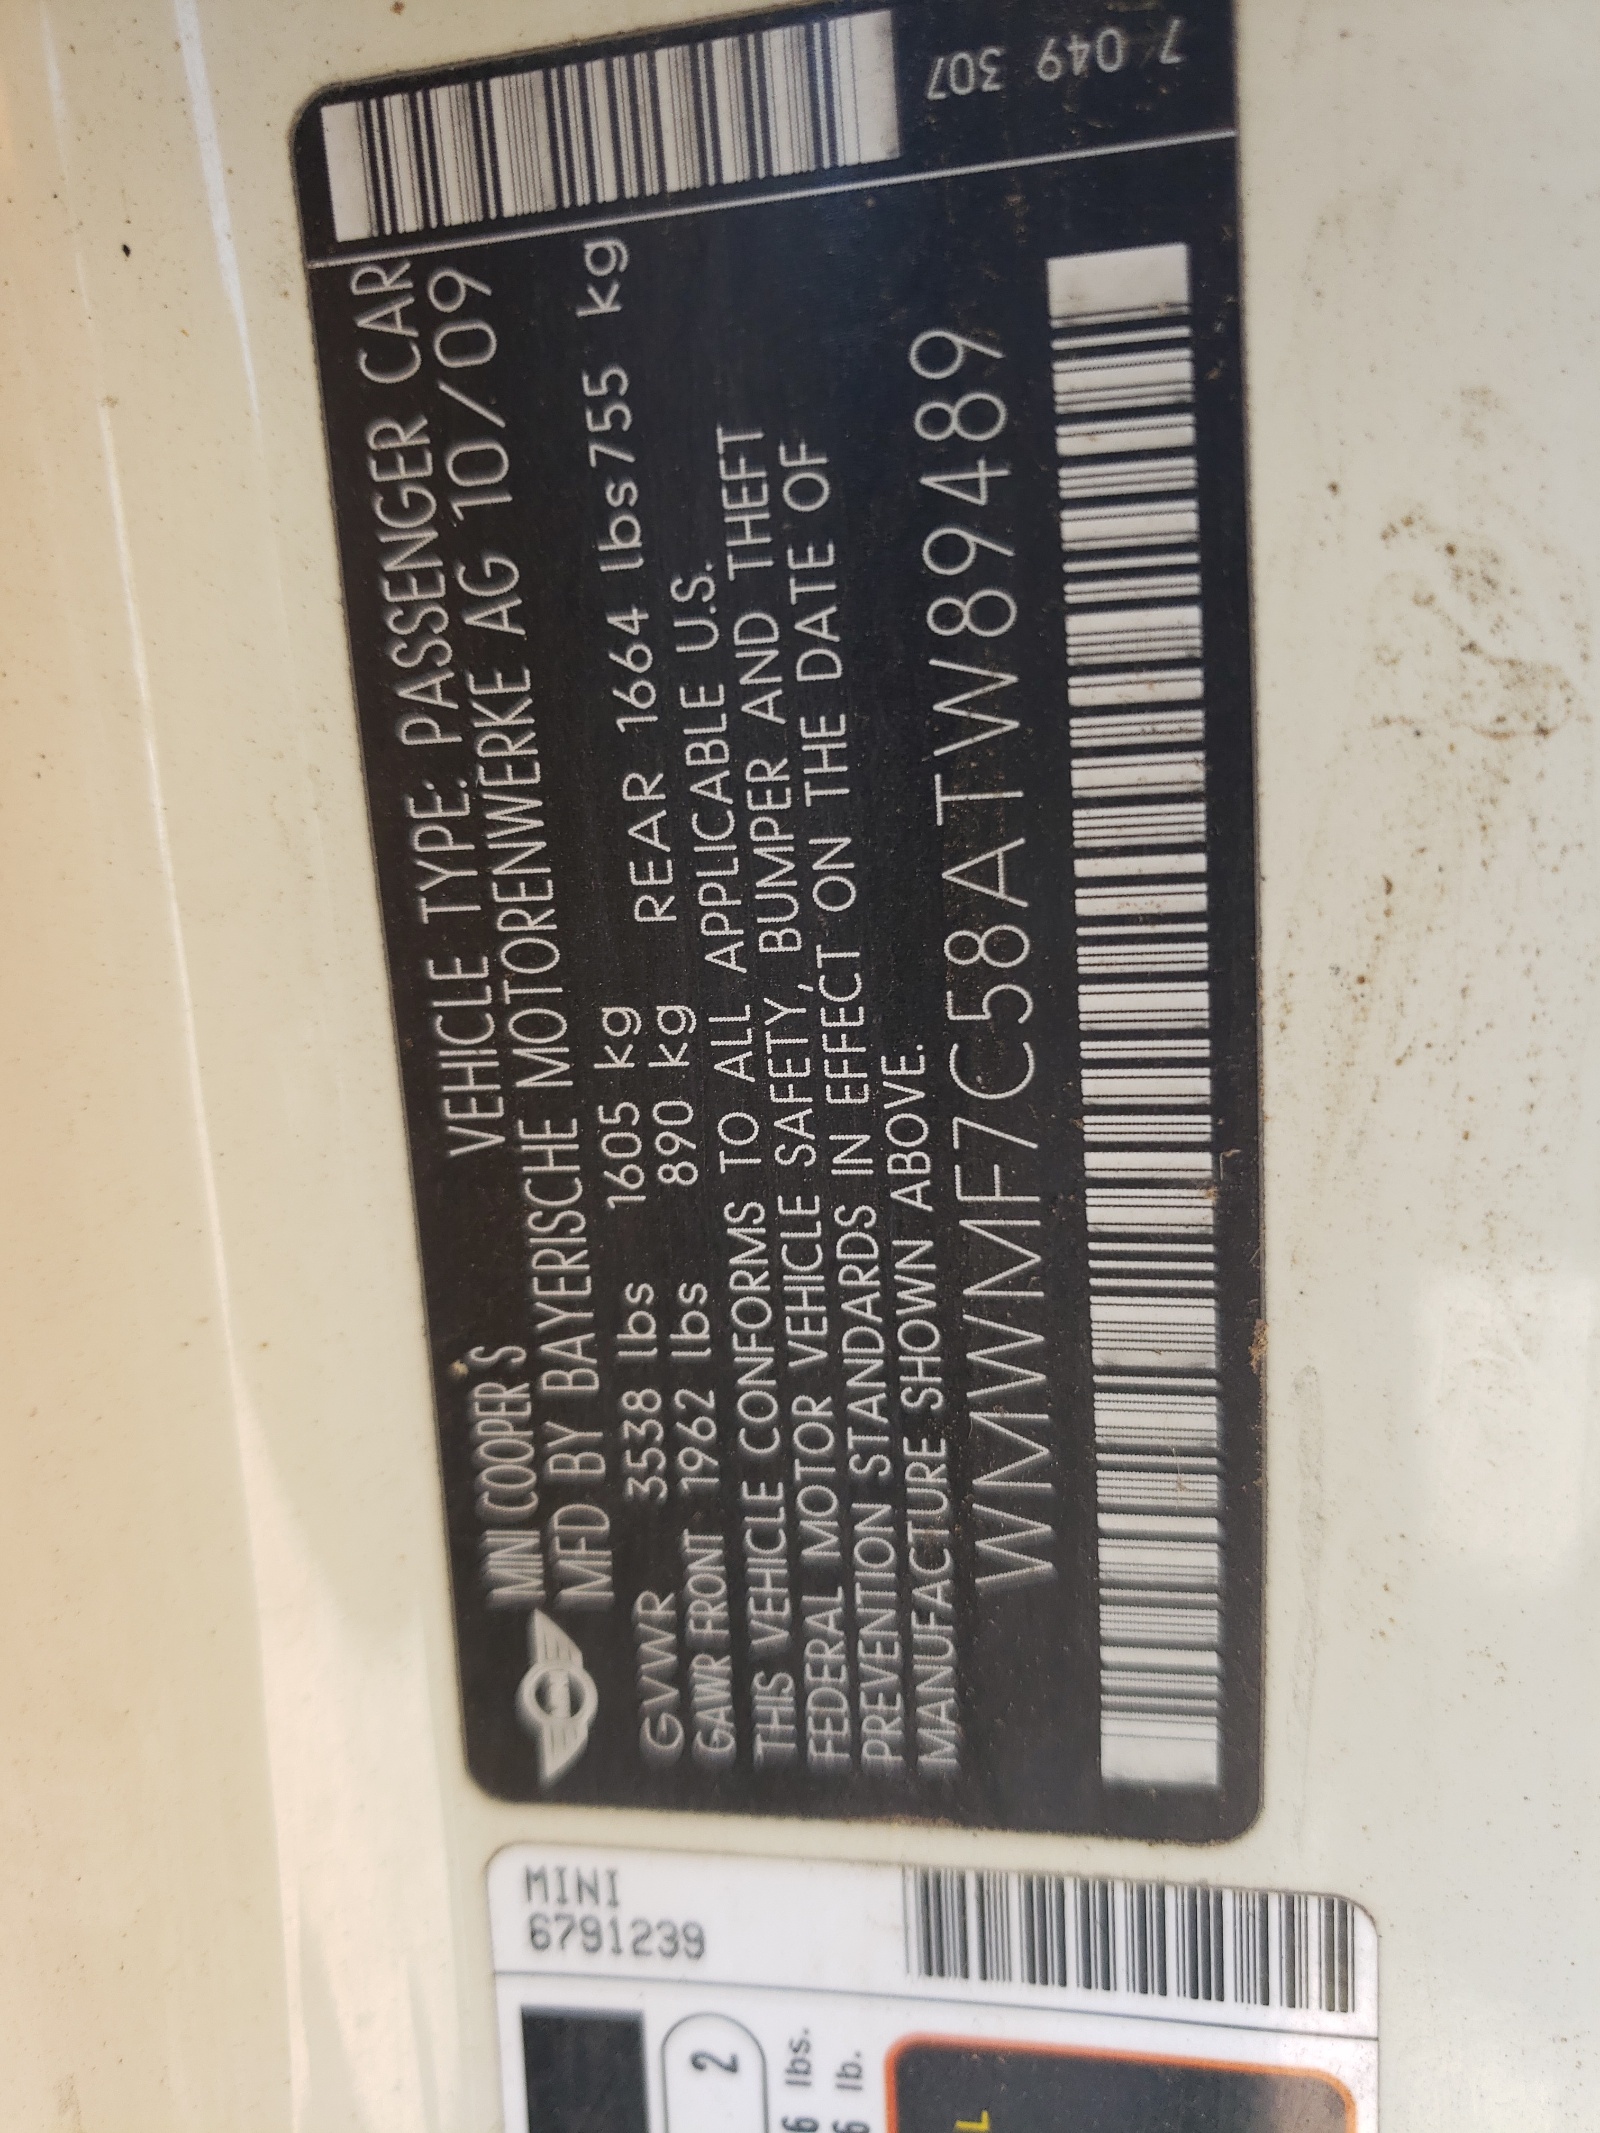 MINI COOPER S VEHICLE TYPE: PASSENGER CAR
MFD BY BAYERISCHE MOTORENWERKE AG 10/09
GVWR 3538 lbs 1605 kg
GAWR FRONT 1962 lbs 890 kg REAR 1664 lbs 755 kg
THIS VEHICLE CONFORMS TO ALL APPLICABLE U.S.
FEDERAL MOTOR VEHICLE SAFETY, BUMPER AND THEFT
PREVENTION STANDARDS IN EFFECT ON THE DATE OF
MANUFACTURE SHOWN ABOVE.
WMWMF7C58ATW89489
7 049 307
MINI
6791239
2
6 lbs.
6 lb.
L